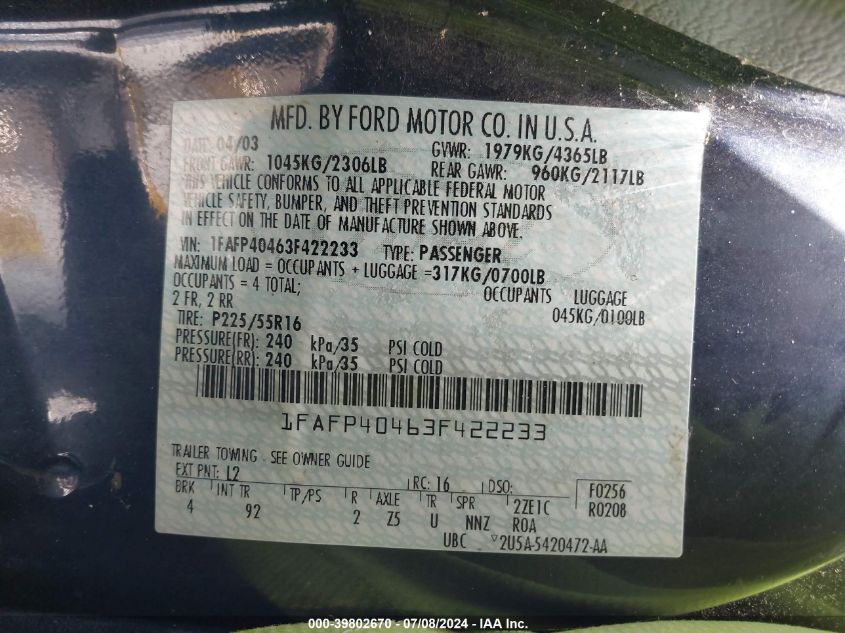 MFD. BY FORD MOTOR CO. IN U.S.A.
DATE 04/03 GVWR: 1979KG/4365LB
FRONT GAWR: 1045KG/2306LB REAR GAWR: 960KG/2117LB
THIS VEHICLE CONFORMS TO ALL APPLICABLE FEDERAL MOTOR
VEHICLE SAFETY, BUMPER, AND THEFT PREVENTION STANDARDS
IN EFFECT ON THE DATE OF MANUFACTURE SHOWN ABOVE.
VIN: 1FAFP40463F422233 TYPE: PASSENGER
MAXIMUM LOAD = OCCUPANTS + LUGGAGE =317KG/0700LB
OCCUPANTS = 4 TOTAL; OCCUPANTS LUGGAGE
2 FR, 2 RR 045KG/0100LB
TIRE: P225/55R16
PRESSURE(FR): 240 kPa/35 PSI COLD
PRESSURE(RR): 240 kPa/35 PSI COLD
1FAFP40463F422233
TRAILER TOWING - SEE OWNER GUIDE
EXT PNT: L2 RC: 16 DSO: F0256
BRK INT TR TP/PS R AXLE TR SPR 2ZE1C R0208
4 92 2 Z5 U NNZ ROA
UBC ▽2U5A-5420472-AA
000-39802670 - 07/08/2024 - IAA Inc.